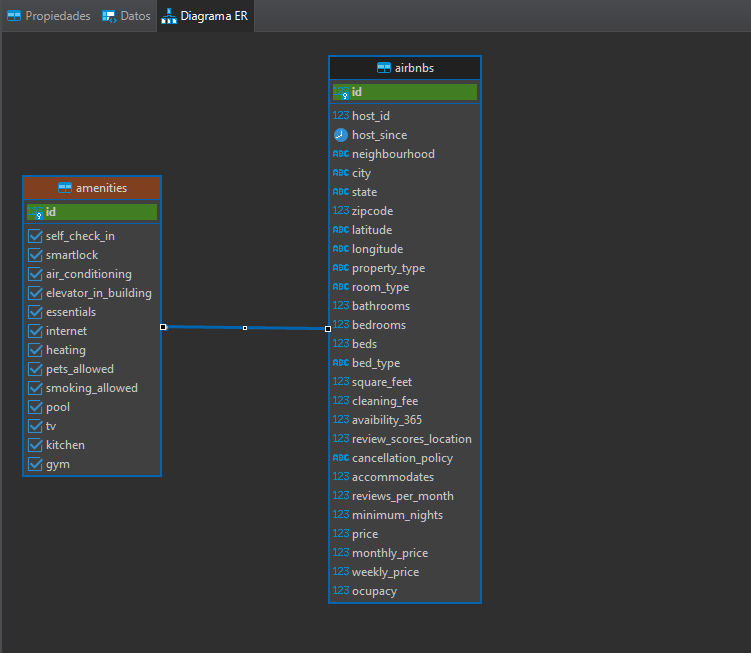 Propiedades
Datos
Diagrama ER
amenities
id
self_check_in
smartlock
air_conditioning
elevator_in_building
essentials
internet
heating
pets_allowed
smoking_allowed
pool
tv
kitchen
gym
airbnbs
123 id
123 host_id
host_since
ABC neighbourhood
ABC city
ABC state
123 zipcode
ABC latitude
ABC longitude
ABC property_type
ABC room_type
123 bathrooms
123 bedrooms
123 beds
ABC bed_type
123 square_feet
123 cleaning_fee
123 avaibility_365
123 review_scores_location
ABC cancellation_policy
123 accommodates
123 reviews_per_month
123 minimum_nights
123 price
123 monthly_price
123 weekly_price
123 ocupacy